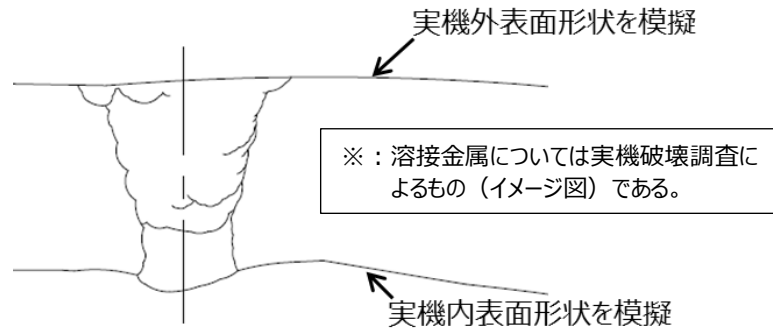 実機外表面形状を模擬
※：溶接金属については実機破壊調査に
よるもの（イメージ図）である。
実機内表面形状を模擬